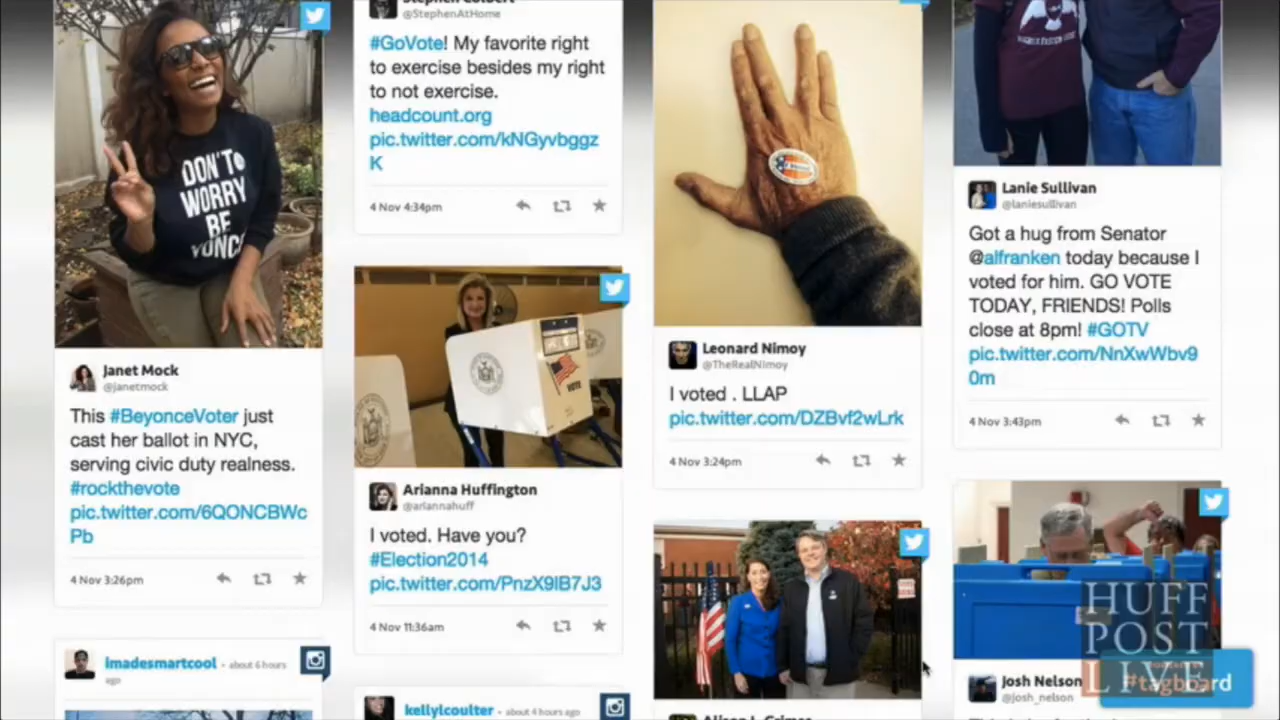 DON'T
WORRY
BE
YONCÉ
Janet Mock
@janetmock
This #BeyonceVoter just
cast her ballot in NYC,
serving civic duty realness.
#rockthevote
pic.twitter.com/6QONCBWc
Pb
4 Nov 3:26pm
imadesmartcool • about 6 hours
ago
Stephen Colbert
@StephenAtHome
#GoVote! My favorite right
to exercise besides my right
to not exercise.
headcount.org
pic.twitter.com/kNGyvbggz
K
4 Nov 4:34pm
VOTE
Arianna Huffington
@ariannahuff
I voted. Have you?
#Election2014
pic.twitter.com/PnzX9lB7J3
4 Nov 11:36am
kellylcoulter • about 4 hours ago
I VOTED
Leonard Nimoy
@TheRealNimoy
I voted . LLAP
pic.twitter.com/DZBvf2wLrk
4 Nov 3:24pm
Alison L. Grimes
Lanie Sullivan
@laniesullivan
Got a hug from Senator
@alfranken today because I
voted for him. GO VOTE
TODAY, FRIENDS! Polls
close at 8pm! #GOTV
pic.twitter.com/NnXwWbv9
0m
4 Nov 3:43pm
Josh Nelson
@josh_nelson
HUFF
POST
LIVE
#tagboard